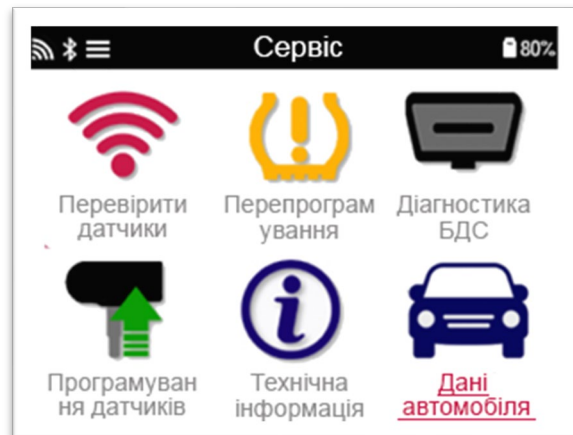 Сервіс 80%
Перевірити
датчики
Перепрограм
ування
Діагностика
БДС
Програмуван
ня датчиків
Технічна
інформація
Дані
автомобіля